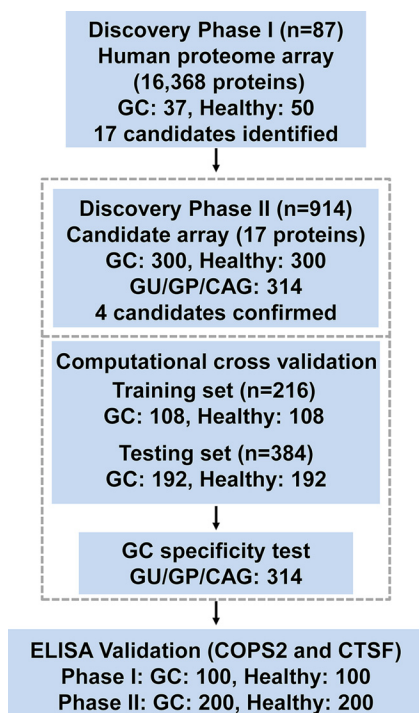 Discovery Phase I (n=87)
Human proteome array
(16,368 proteins)
GC: 37, Healthy: 50
17 candidates identified
Discovery Phase II (n=914)
Candidate array (17 proteins)
GC: 300, Healthy: 300
GU/GP/CAG: 314
4 candidates confirmed
Computational cross validation
Training set (n=216)
GC: 108, Healthy: 108
Testing set (n=384)
GC: 192, Healthy: 192
GC specificity test
GU/GP/CAG: 314
ELISA Validation (COPS2 and CTSF)
Phase I: GC: 100, Healthy: 100
Phase II: GC: 200, Healthy: 200